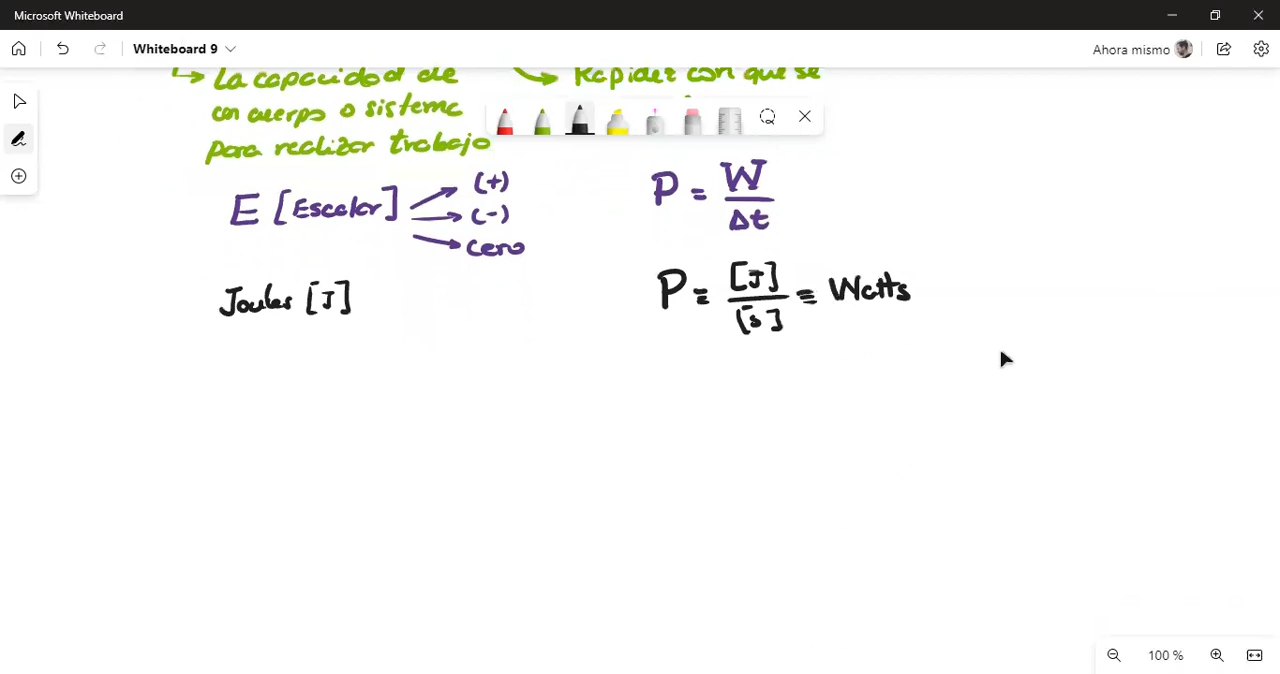 Microsoft Whiteboard
Whiteboard 9
Ahora mismo
La capacidad de
un cuerpo o sistema
para realizar trabajo
Rapidez con que se
E [Escalar]
(+)
(-)
cero
P = W / Δt
Joules [J]
P = [J] / [s] = Watts
100 %